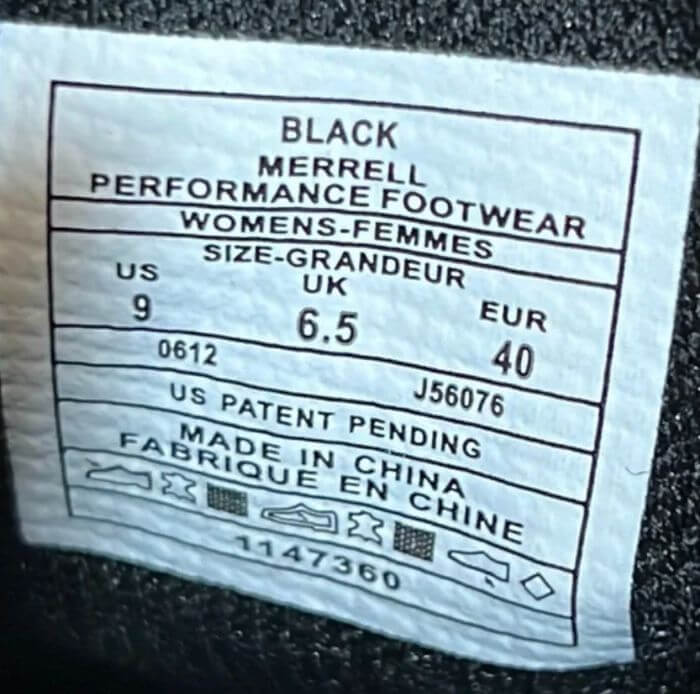 BLACK
MERRELL
PERFORMANCE FOOTWEAR
WOMENS-FEMMES
SIZE-GRANDEUR
US UK EUR
9 6.5 40
0612 J56076
US PATENT PENDING
MADE IN CHINA
FABRIQUE EN CHINE
1147360